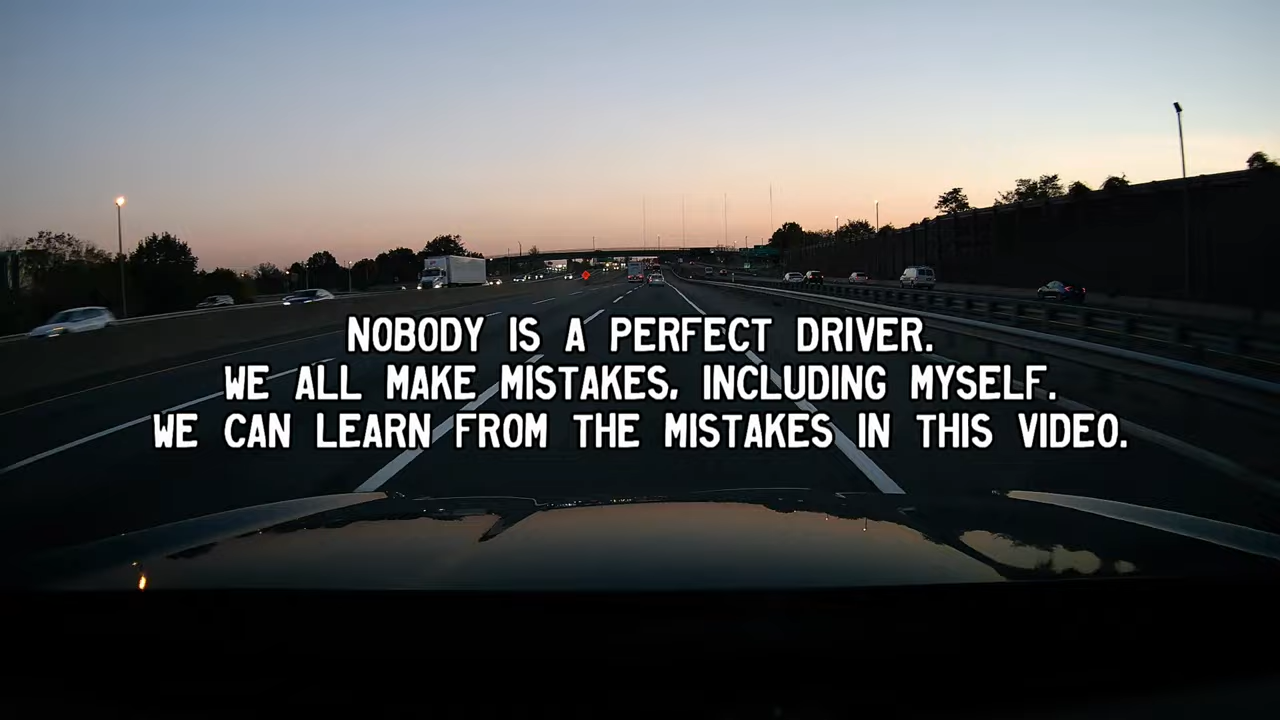 NOBODY IS A PERFECT DRIVER.
WE ALL MAKE MISTAKES, INCLUDING MYSELF.
WE CAN LEARN FROM THE MISTAKES IN THIS VIDEO.